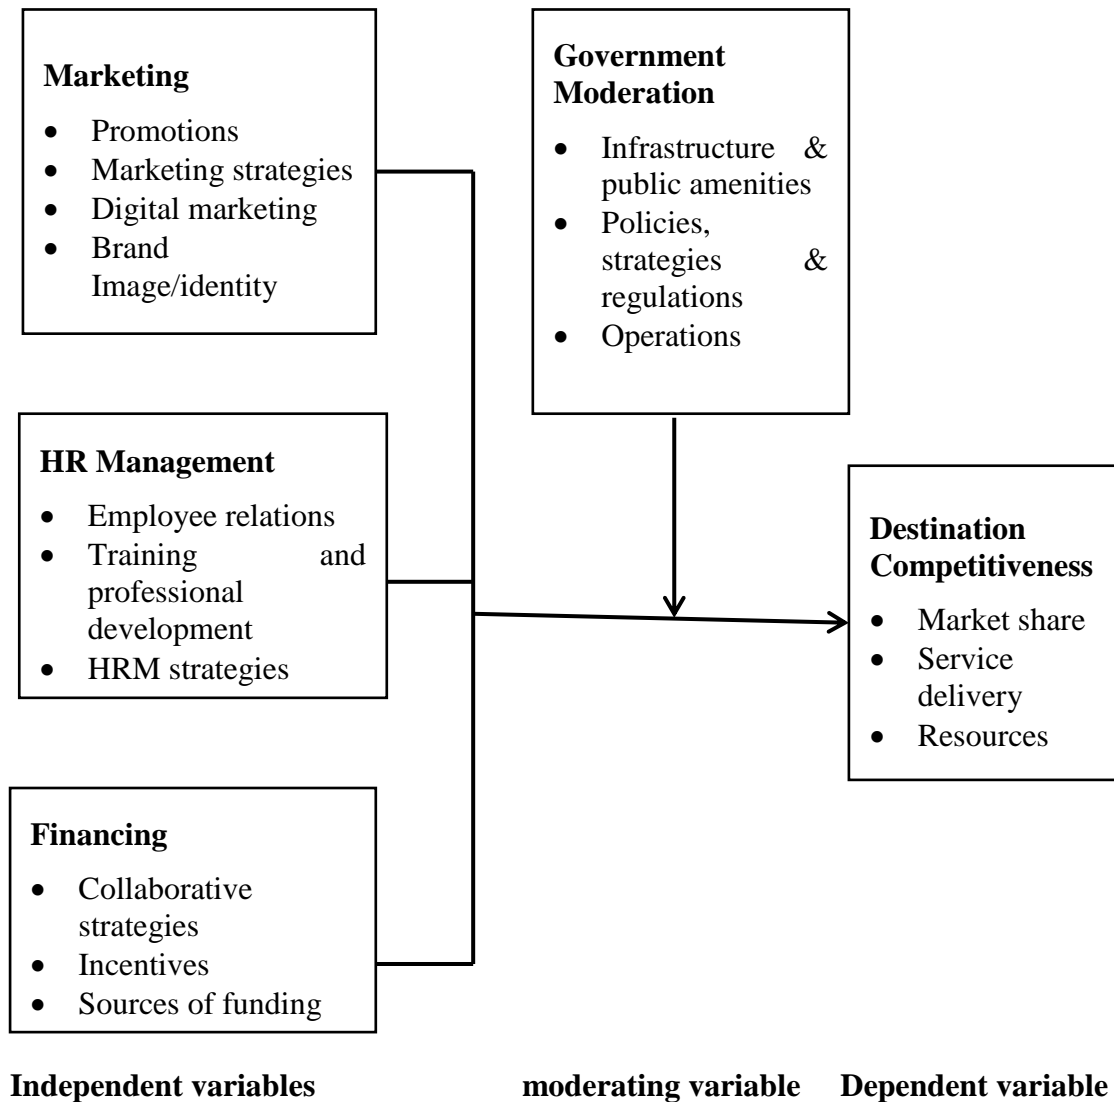 Marketing
• Promotions
• Marketing strategies
• Digital marketing
• Brand
Image/identity
Government
Moderation
• Infrastructure &
public amenities
• Policies,
strategies &
regulations
• Operations
HR Management
• Employee relations
• Training and
professional
development
• HRM strategies
Destination
Competitiveness
• Market share
• Service
delivery
• Resources
Financing
• Collaborative
strategies
• Incentives
• Sources of funding
Independent variables moderating variable Dependent variable